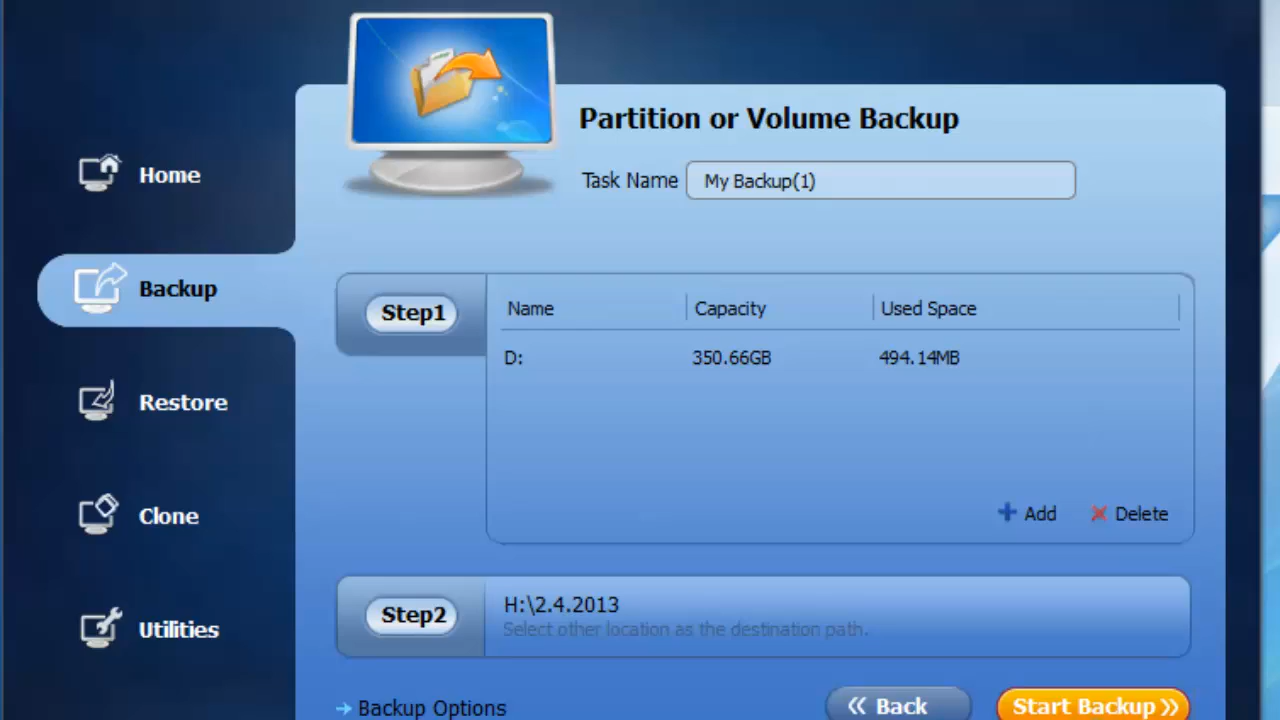 Partition or Volume Backup
Task Name My Backup(1)
Home
Backup
Restore
Clone
Utilities
Step1
Name Capacity Used Space
D: 350.66GB 494.14MB
Add Delete
Step2
H:\2.4.2013
Select other location as the destination path.
Backup Options
Back Start Backup